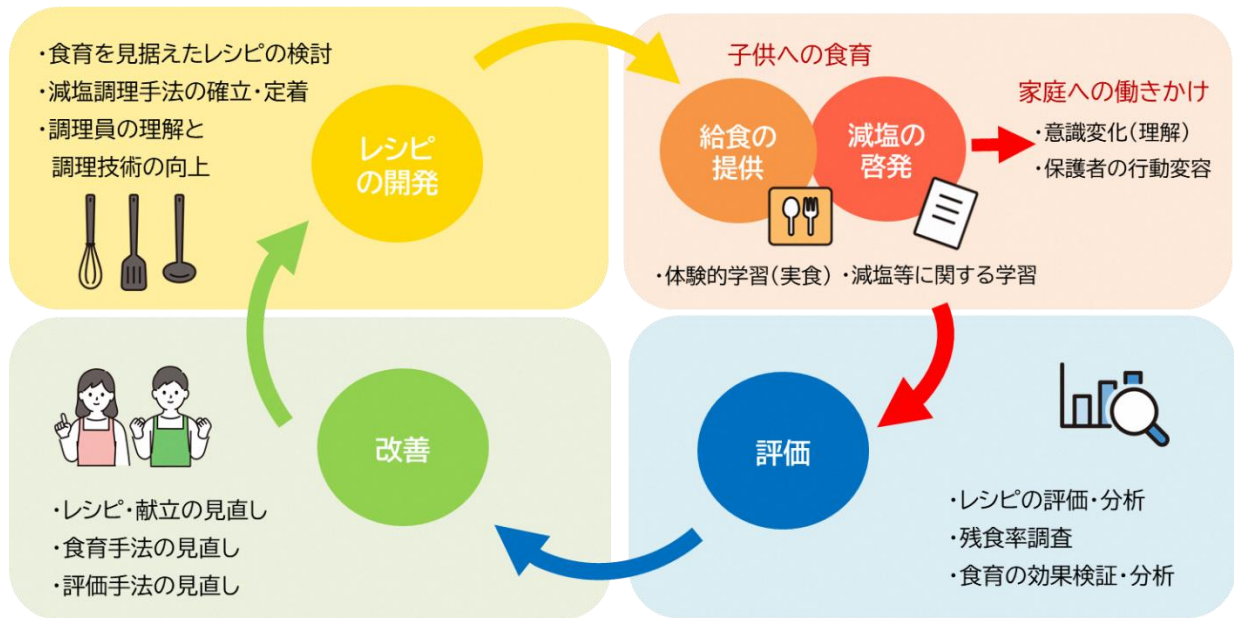 ・食育を見据えたレシピの検討
・減塩調理手法の確立・定着
・調理員の理解と
調理技術の向上
レシピ
の開発
子供への食育
給食の
提供
減塩の
啓発
家庭への働きかけ
・意識変化(理解)
・保護者の行動変容
・体験的学習(実食) ・減塩等に関する学習
改善
・レシピ・献立の見直し
・食育手法の見直し
・評価手法の見直し
評価
・レシピの評価・分析
・残食率調査
・食育の効果検証・分析